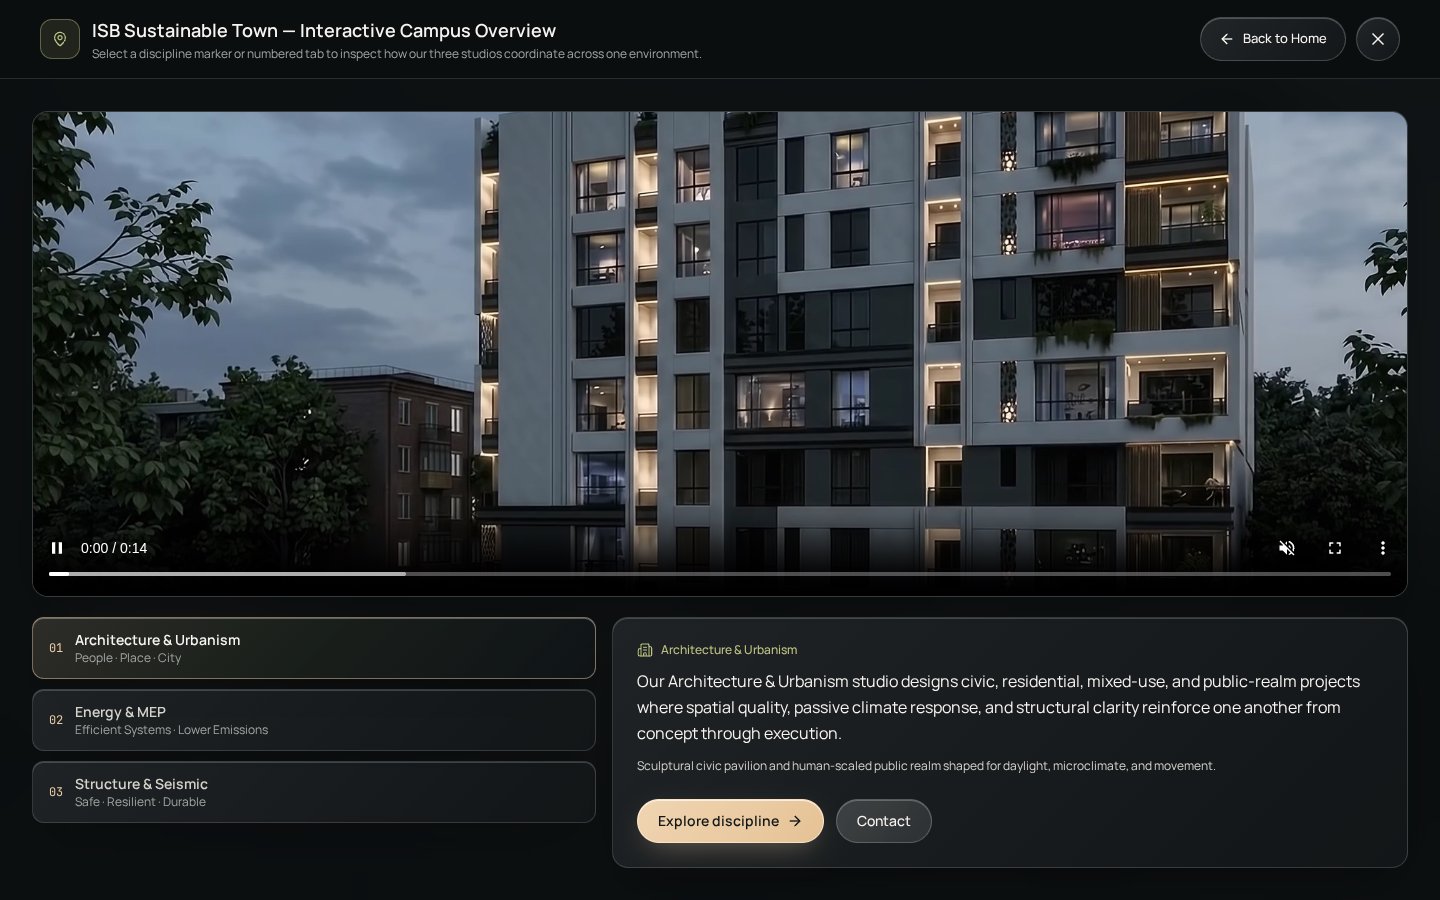 ISB Sustainable Town — Interactive Campus Overview
Select a discipline marker or numbered tab to inspect how our three studios coordinate across one environment.
Back to Home
0:00 / 0:14
01 Architecture & Urbanism
People · Place · City
02 Energy & MEP
Efficient Systems · Lower Emissions
03 Structure & Seismic
Safe · Resilient · Durable
Architecture & Urbanism
Our Architecture & Urbanism studio designs civic, residential, mixed-use, and public-realm projects
where spatial quality, passive climate response, and structural clarity reinforce one another from
concept through execution.
Sculptural civic pavilion and human-scaled public realm shaped for daylight, microclimate, and movement.
Explore discipline
Contact